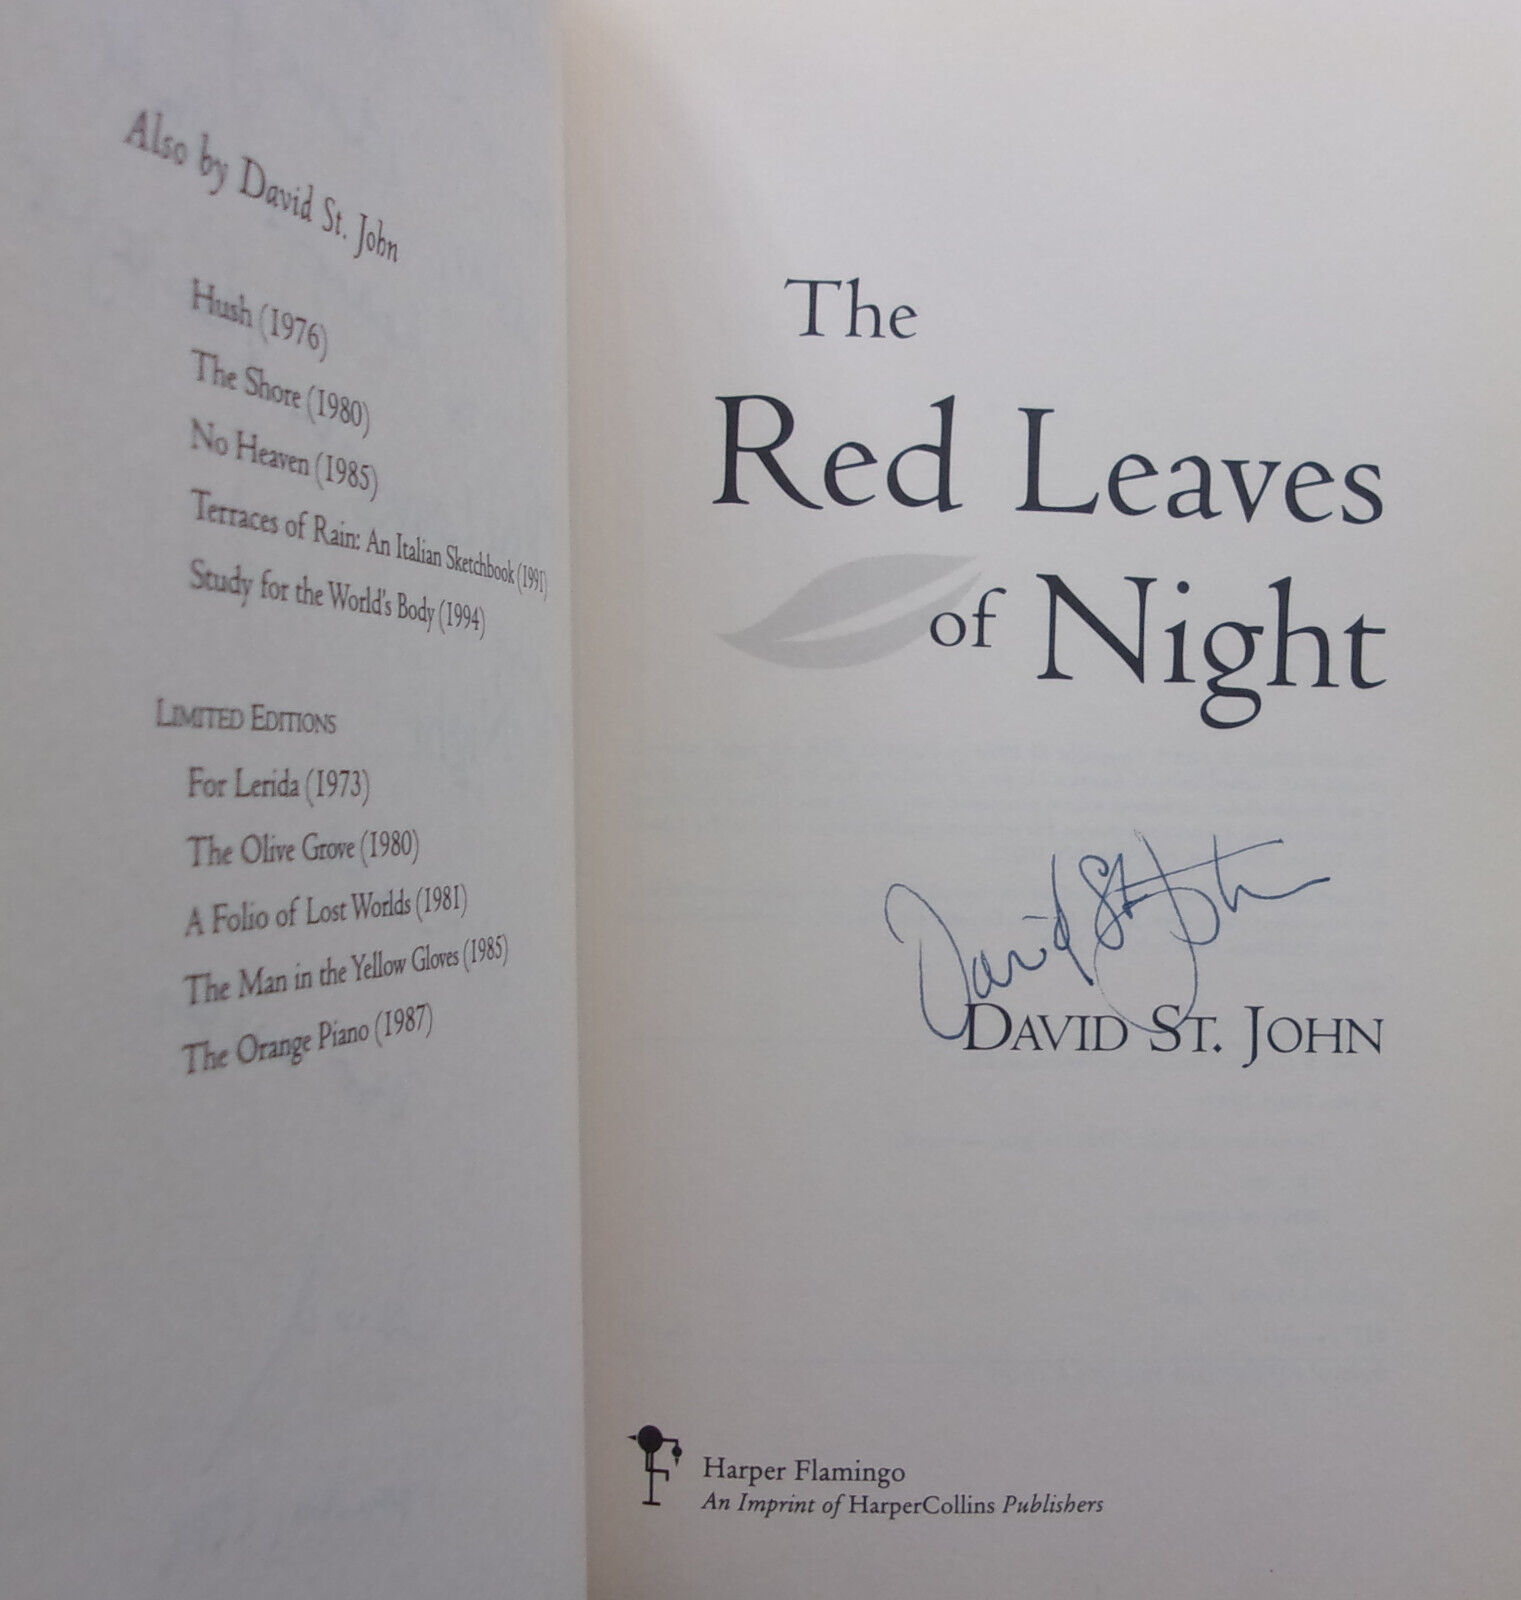 Also by David St. John
Hush (1976)
The Shore (1980)
No Heaven (1985)
Terraces of Rain: An Italian Sketchbook (1991)
Study for the World's Body (1994)
LIMITED EDITIONS
For Lerida (1973)
The Olive Grove (1980)
A Folio of Lost Worlds (1981)
The Man in the Yellow Gloves (1985)
The Orange Piano (1987)
The
Red Leaves
of Night
David St. John
DAVID ST. JOHN
Harper Flamingo
An Imprint of HarperCollins Publishers